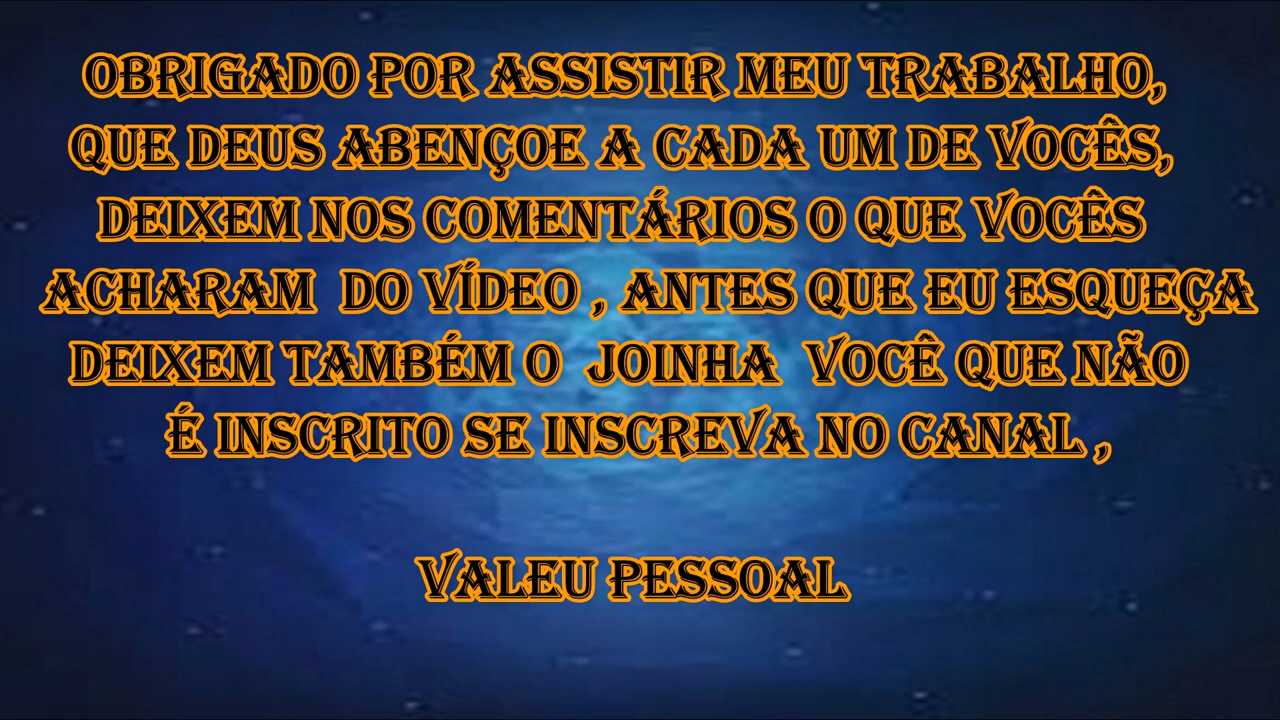 OBRIGADO POR ASSISTIR MEU TRABALHO,
QUE DEUS ABENÇOE A CADA UM DE VOCÊS,
DEIXEM NOS COMENTÁRIOS O QUE VOCÊS
ACHARAM DO VÍDEO , ANTES QUE EU ESQUEÇA
DEIXEM TAMBÉM O JOINHA VOCÊ QUE NÃO
É INSCRITO SE INSCREVA NO CANAL ,
VALEU PESSOAL